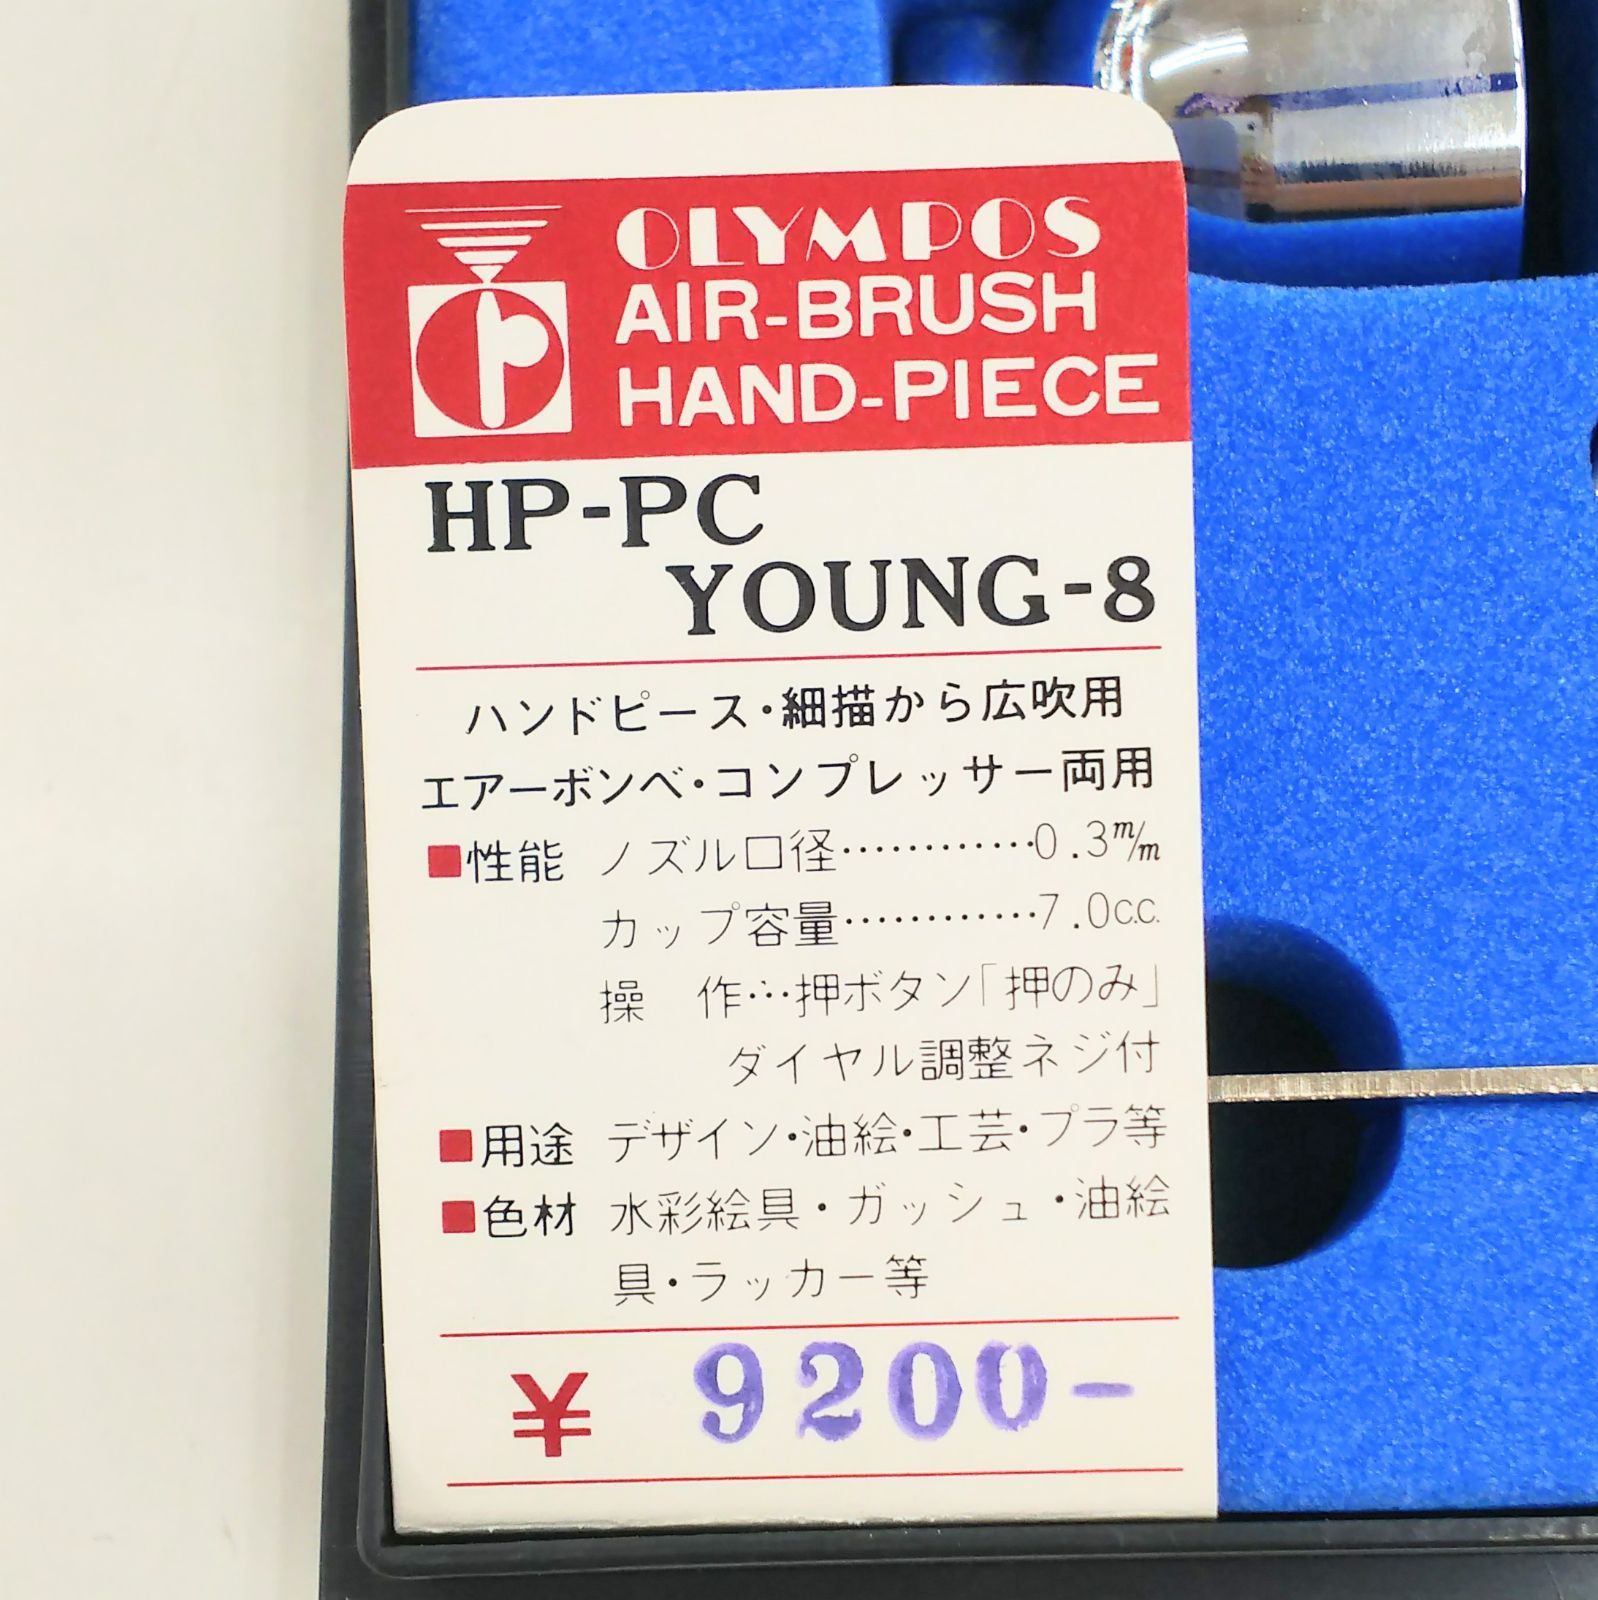 OLYMPOS
AIR-BRUSH
HAND-PIECE
HP-PC
YOUNG-8
ハンドピース・細描から広吹用
エアーボンベ・コンプレッサー両用
■性能 ノズル口径…………0.3m/m
カップ容量…………7.0c.c.
操 作…押ボタン「押のみ」
ダイヤル調整ネジ付
■用途 デザイン・油絵・工芸・プラ等
■色材 水彩絵具・ガッシュ・油絵
具・ラッカー等
¥ 9200-